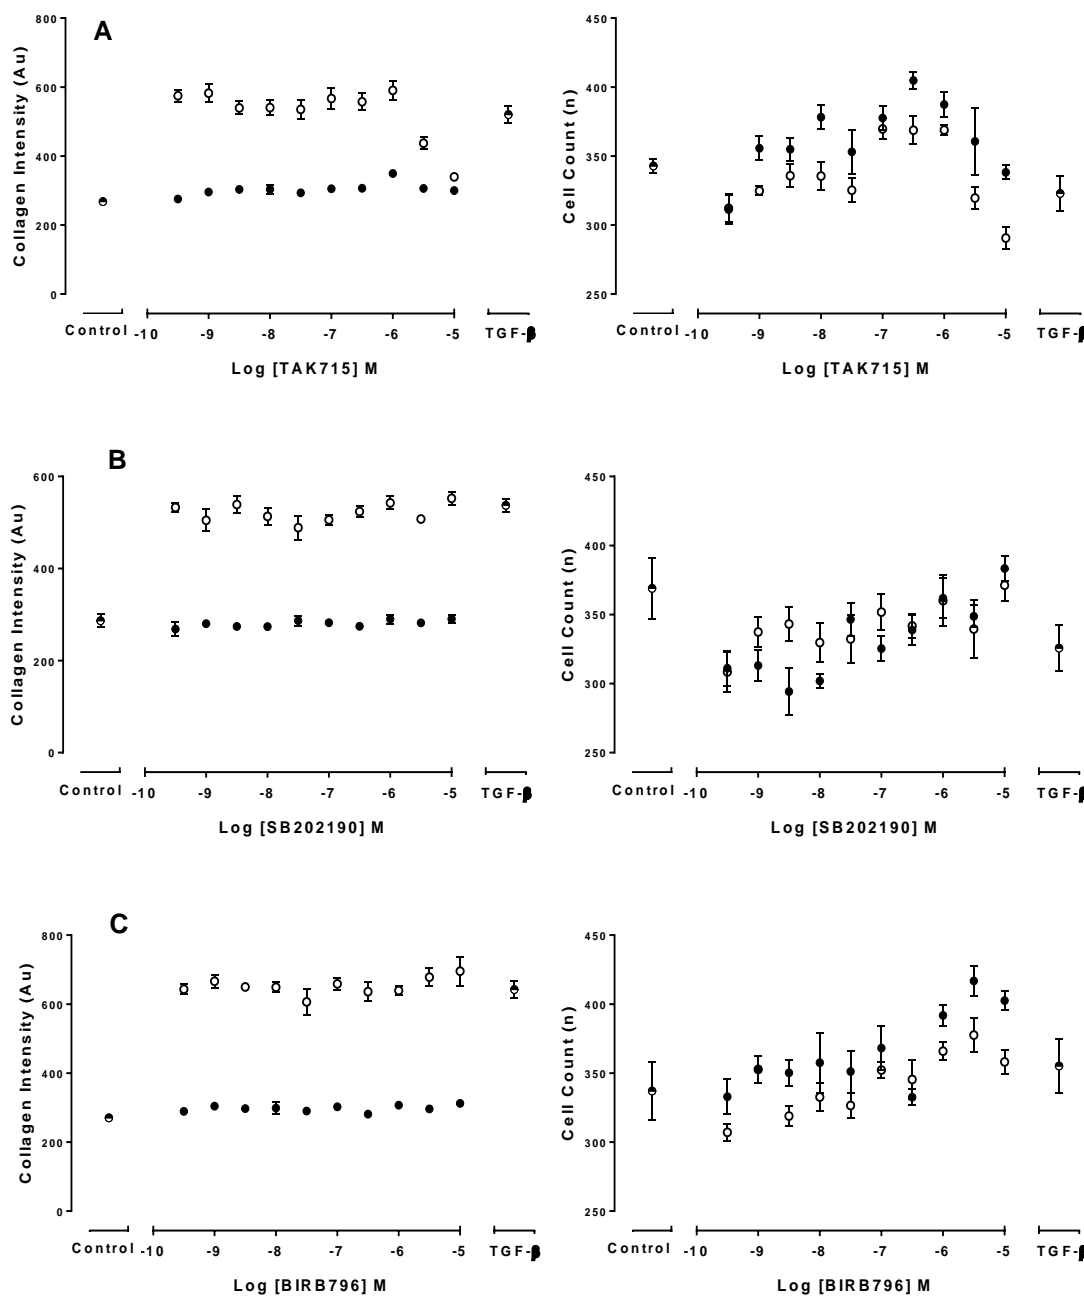 A
Collagen Intensity (Au)
800
600
400
200
0
Control
-10
-9
-8
-7
-6
-5
TGF-β
Log [TAK715] M
Cell Count (n)
450
400
350
300
250
Control
-10
-9
-8
-7
-6
-5
TGF-β
Log [TAK715] M
B
Collagen Intensity (Au)
600
400
200
0
Control
-10
-9
-8
-7
-6
-5
TGF-β
Log [SB202190] M
Cell Count (n)
450
400
350
300
250
Control
-10
-9
-8
-7
-6
-5
TGF-β
Log [SB202190] M
C
Collagen Intensity (Au)
800
600
400
200
0
Control
-10
-9
-8
-7
-6
-5
TGF-β
Log [BIRB796] M
Cell Count (n)
450
400
350
300
250
Control
-10
-9
-8
-7
-6
-5
TGF-β
Log [BIRB796] M